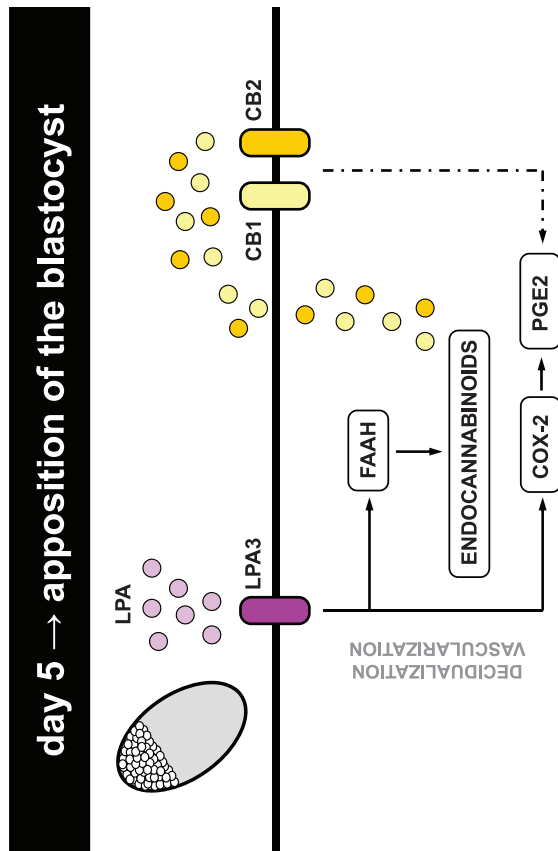 day 5 → apposition of the blastocyst
LPA
LPA3
CB1
CB2
FAAH
ENDOCANNABINOIDS
COX-2
PGE2
DECIDUALIZATION
VASCULARIZATION